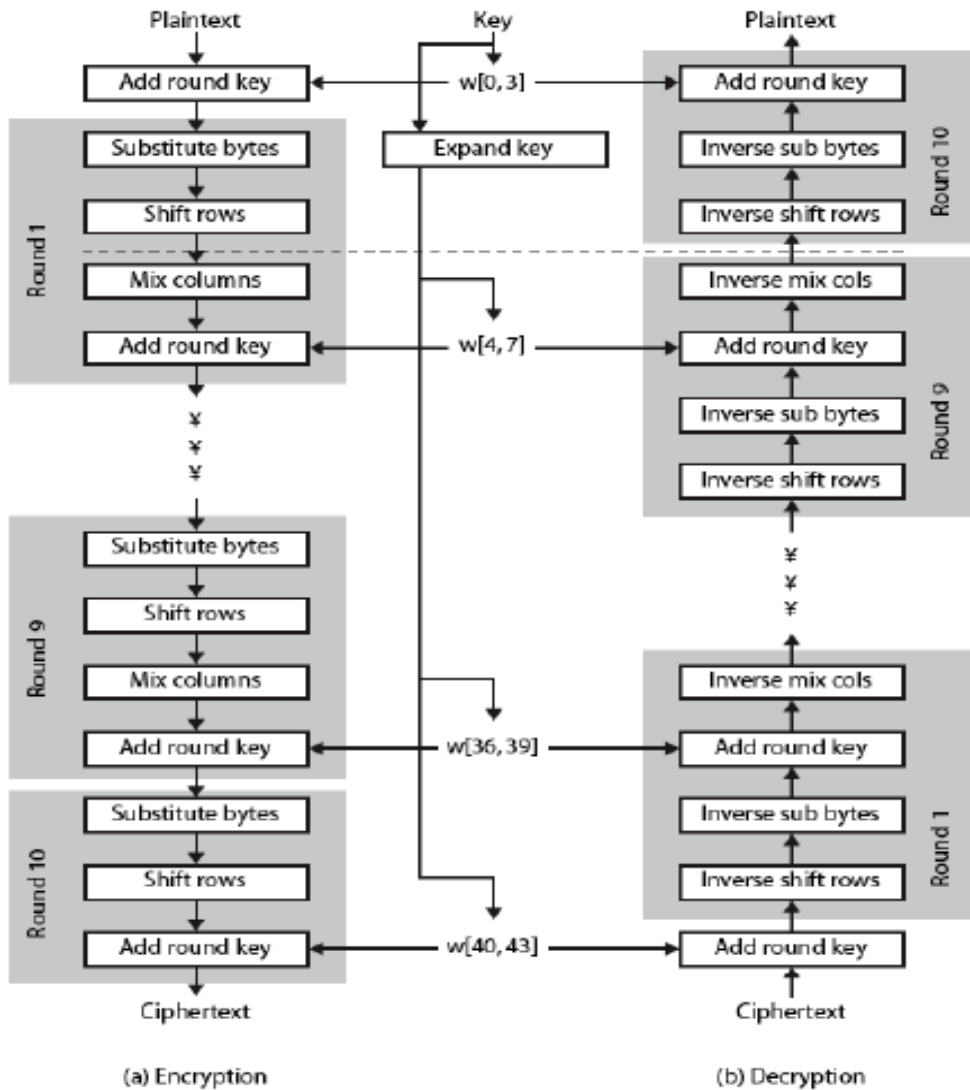 Plaintext
Key
Plaintext
Add round key
w[0, 3]
Add round key
Substitute bytes
Expand key
Inverse sub bytes
Shift rows
Inverse shift rows
Round 1
Round 10
Mix columns
Inverse mix cols
Add round key
w[4, 7]
Add round key
Inverse sub bytes
Inverse shift rows
Round 9
¥
¥
¥
Substitute bytes
Shift rows
Mix columns
Add round key
Round 9
¥
¥
¥
w[36, 39]
Inverse mix cols
Add round key
Inverse sub bytes
Inverse shift rows
Round 1
Substitute bytes
Shift rows
Add round key
Round 10
w[40, 43]
Add round key
Ciphertext
Ciphertext
(a) Encryption
(b) Decryption